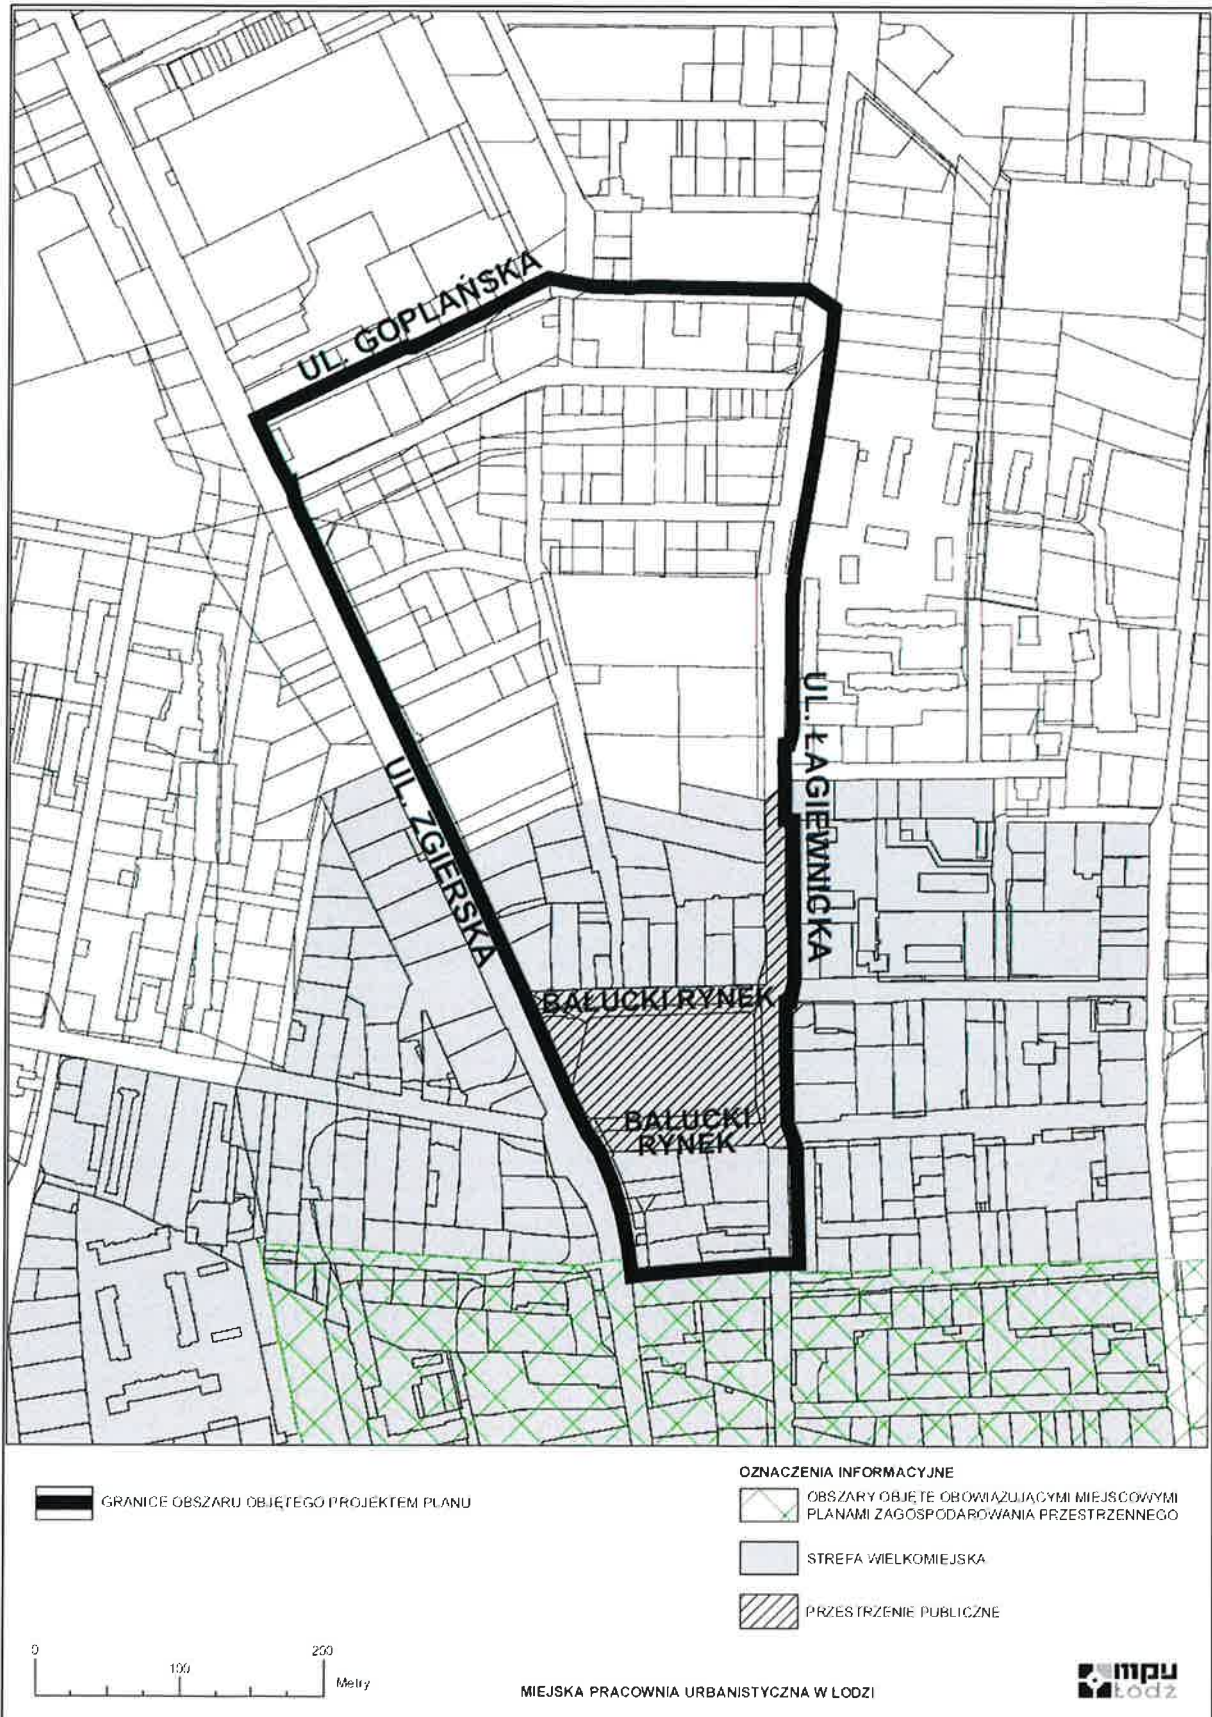 UL. GOPLAŃSKA
UL. ŁAGIEWNICKA
UL. ZGIERSKA
BAŁUCKI RYNEK
BAŁUCKI
RYNEK
GRANICE OBSZARU OBJĘTEGO PROJEKTEM PLANU
OZNACZENIA INFORMACYJNE
OBSZARY OBJĘTE OBOWIĄZUJĄCYMI MIEJSCOWYMI
PLANAMI ZAGOSPODAROWANIA PRZESTRZENNEGO
STREFA WIELKOMIEJSKA
PRZESTRZENIE PUBLICZNE
0 100 200 Metry
MIEJSKA PRACOWNIA URBANISTYCZNA W ŁODZI
mpu
Łódź